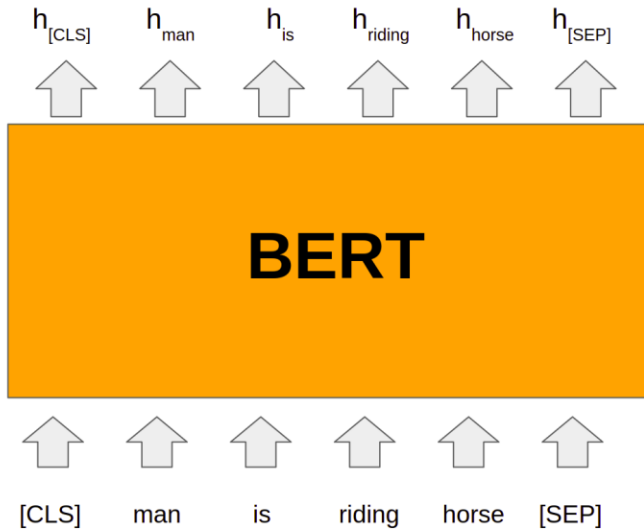 h[CLS] hman his hriding hhorse h[SEP]
BERT
[CLS] man is riding horse [SEP]